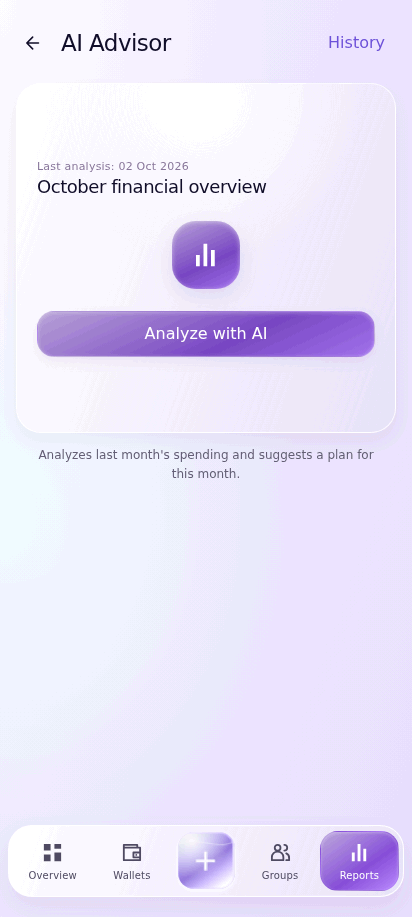 AI Advisor
History
Last analysis: 02 Oct 2026
October financial overview
Analyze with AI
Analyzes last month's spending and suggests a plan for
this month.
Overview
Wallets
Groups
Reports